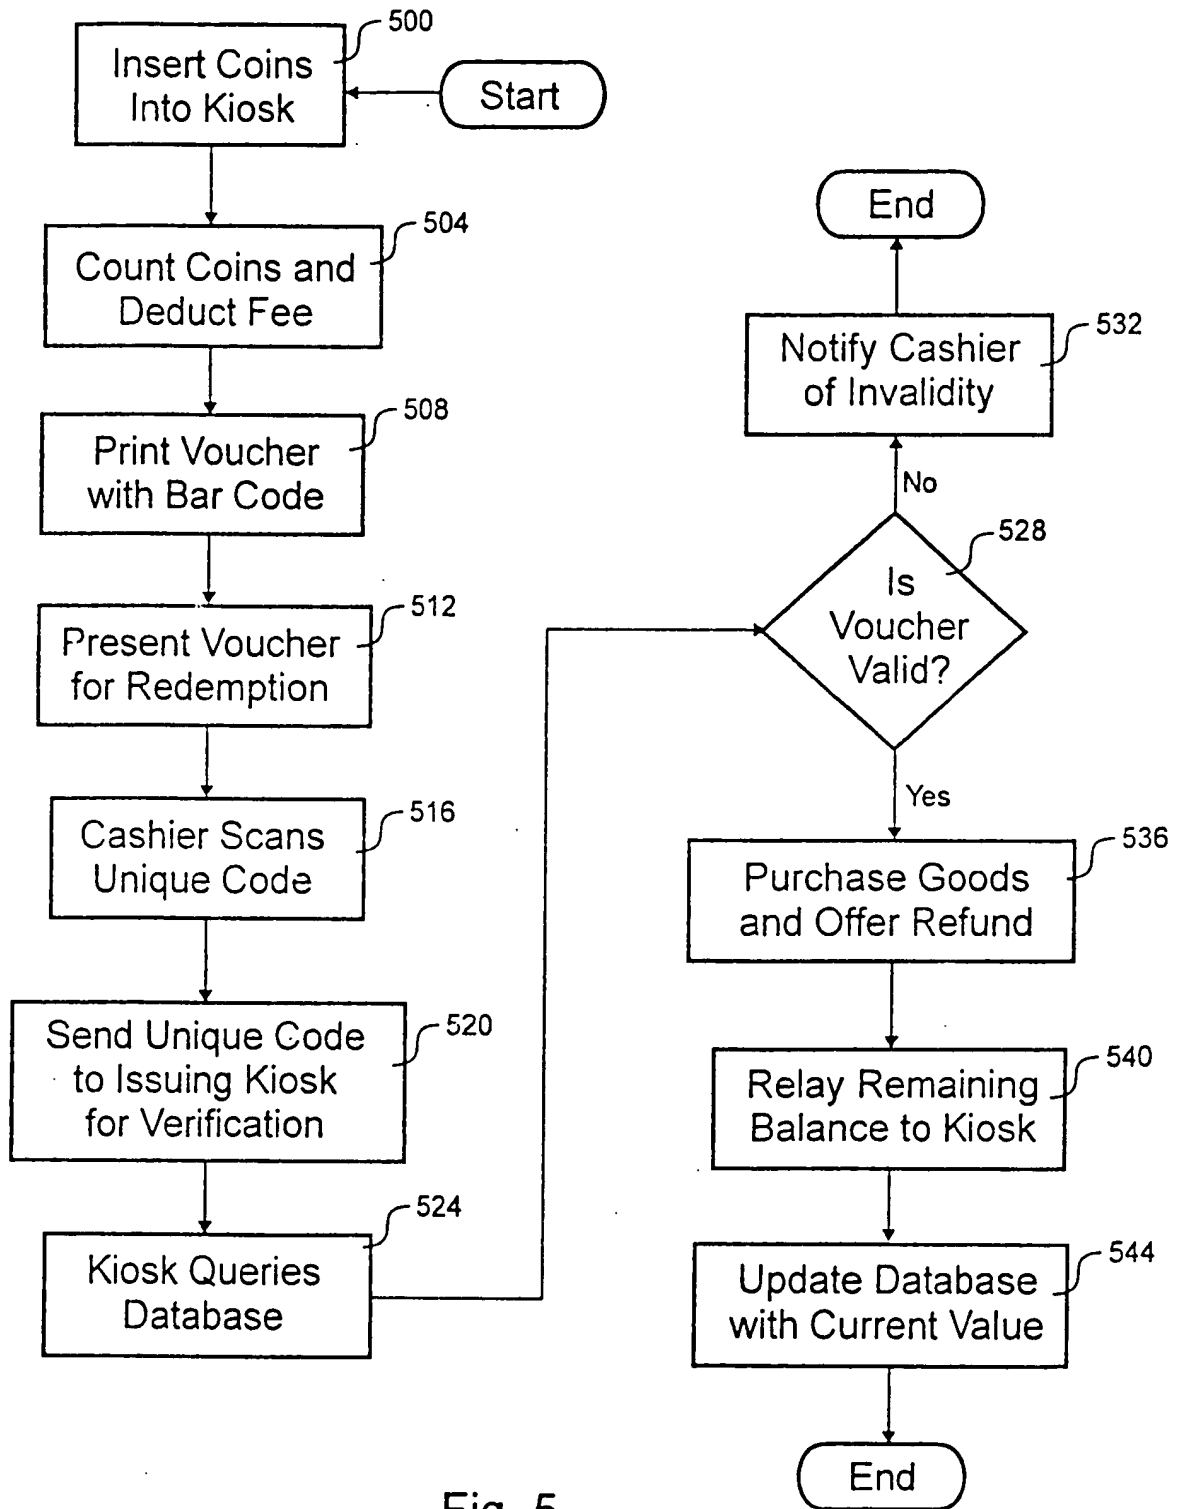 500
Insert Coins
Into Kiosk
Start
504
Count Coins and
Deduct Fee
508
Print Voucher
with Bar Code
512
Present Voucher
for Redemption
516
Cashier Scans
Unique Code
520
Send Unique Code
to Issuing Kiosk
for Verification
524
Kiosk Queries
Database
End
532
Notify Cashier
of Invalidity
No
528
Is
Voucher
Valid?
Yes
536
Purchase Goods
and Offer Refund
540
Relay Remaining
Balance to Kiosk
544
Update Database
with Current Value
End
Fig. 5